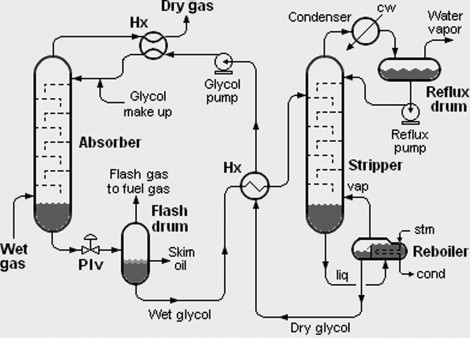 Hx
Dry gas
Condenser
cw
Water
vapor
Glycol
pump
Reflux
drum
Glycol
make up
Reflux
pump
Absorber
Stripper
Flash gas
to fuel gas
Hx
vap
Flash
drum
Wet
gas
Plv
Skim
oil
stm
Reboiler
cond
liq
Wet glycol
Dry glycol